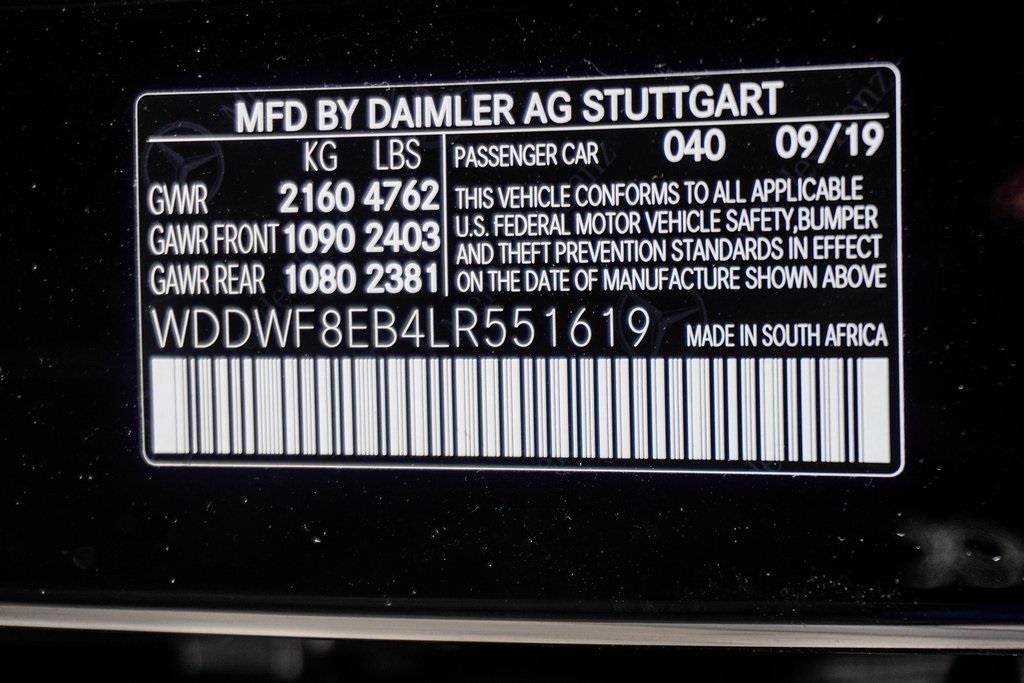 MFD BY DAIMLER AG STUTTGART
KG LBS
GVWR 2160 4762
GAWR FRONT 1090 2403
GAWR REAR 1080 2381
PASSENGER CAR 040 09/19
THIS VEHICLE CONFORMS TO ALL APPLICABLE
U.S. FEDERAL MOTOR VEHICLE SAFETY,BUMPER
AND THEFT PREVENTION STANDARDS IN EFFECT
ON THE DATE OF MANUFACTURE SHOWN ABOVE
WDDWF8EB4LR551619 MADE IN SOUTH AFRICA